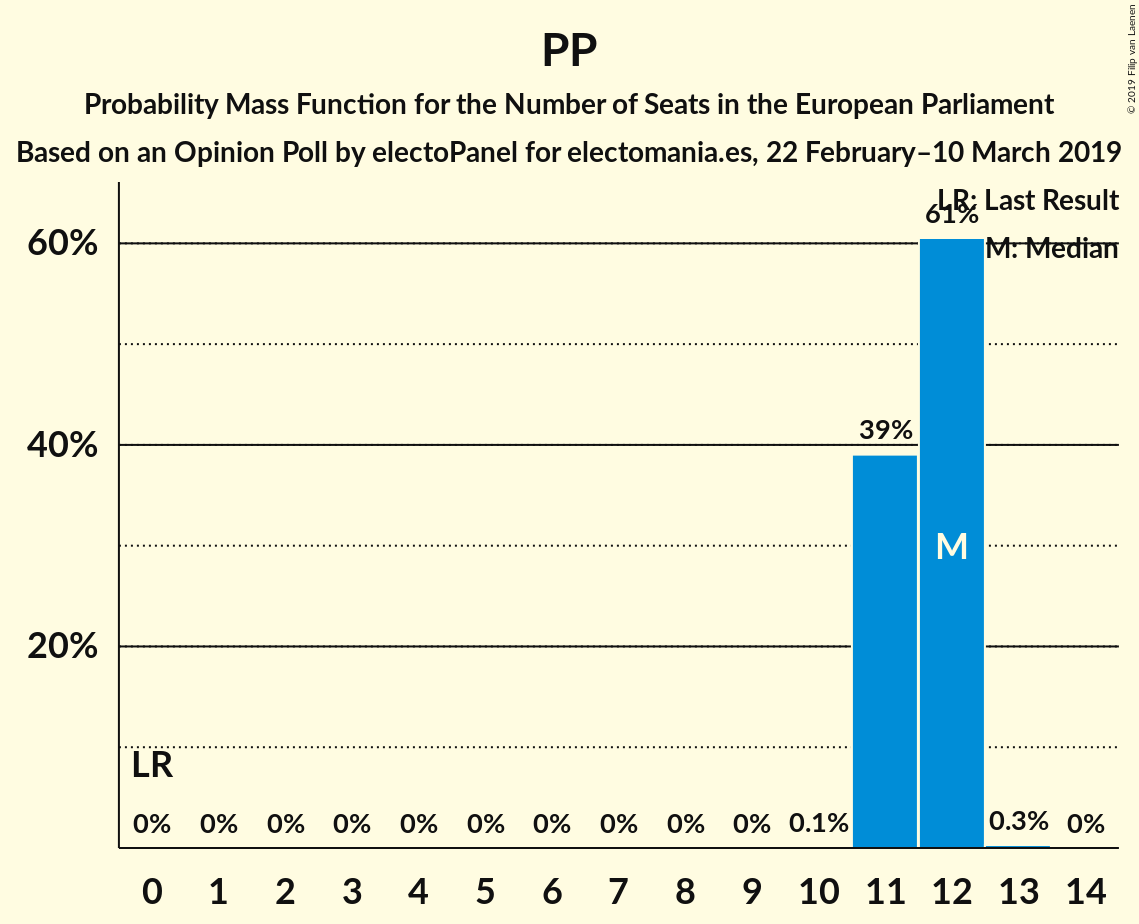 PP
Probability Mass Function for the Number of Seats in the European Parliament
Based on an Opinion Poll by electoPanel for electomania.es, 22 February–10 March 2019
© 2019 Filip van Laenen
LR: Last Result
M: Median
61%
60%
39%
40%
M
20%
LR
0% 0% 0% 0% 0% 0% 0% 0% 0% 0% 0.1% 0.3% 0%
0 1 2 3 4 5 6 7 8 9 10 11 12 13 14